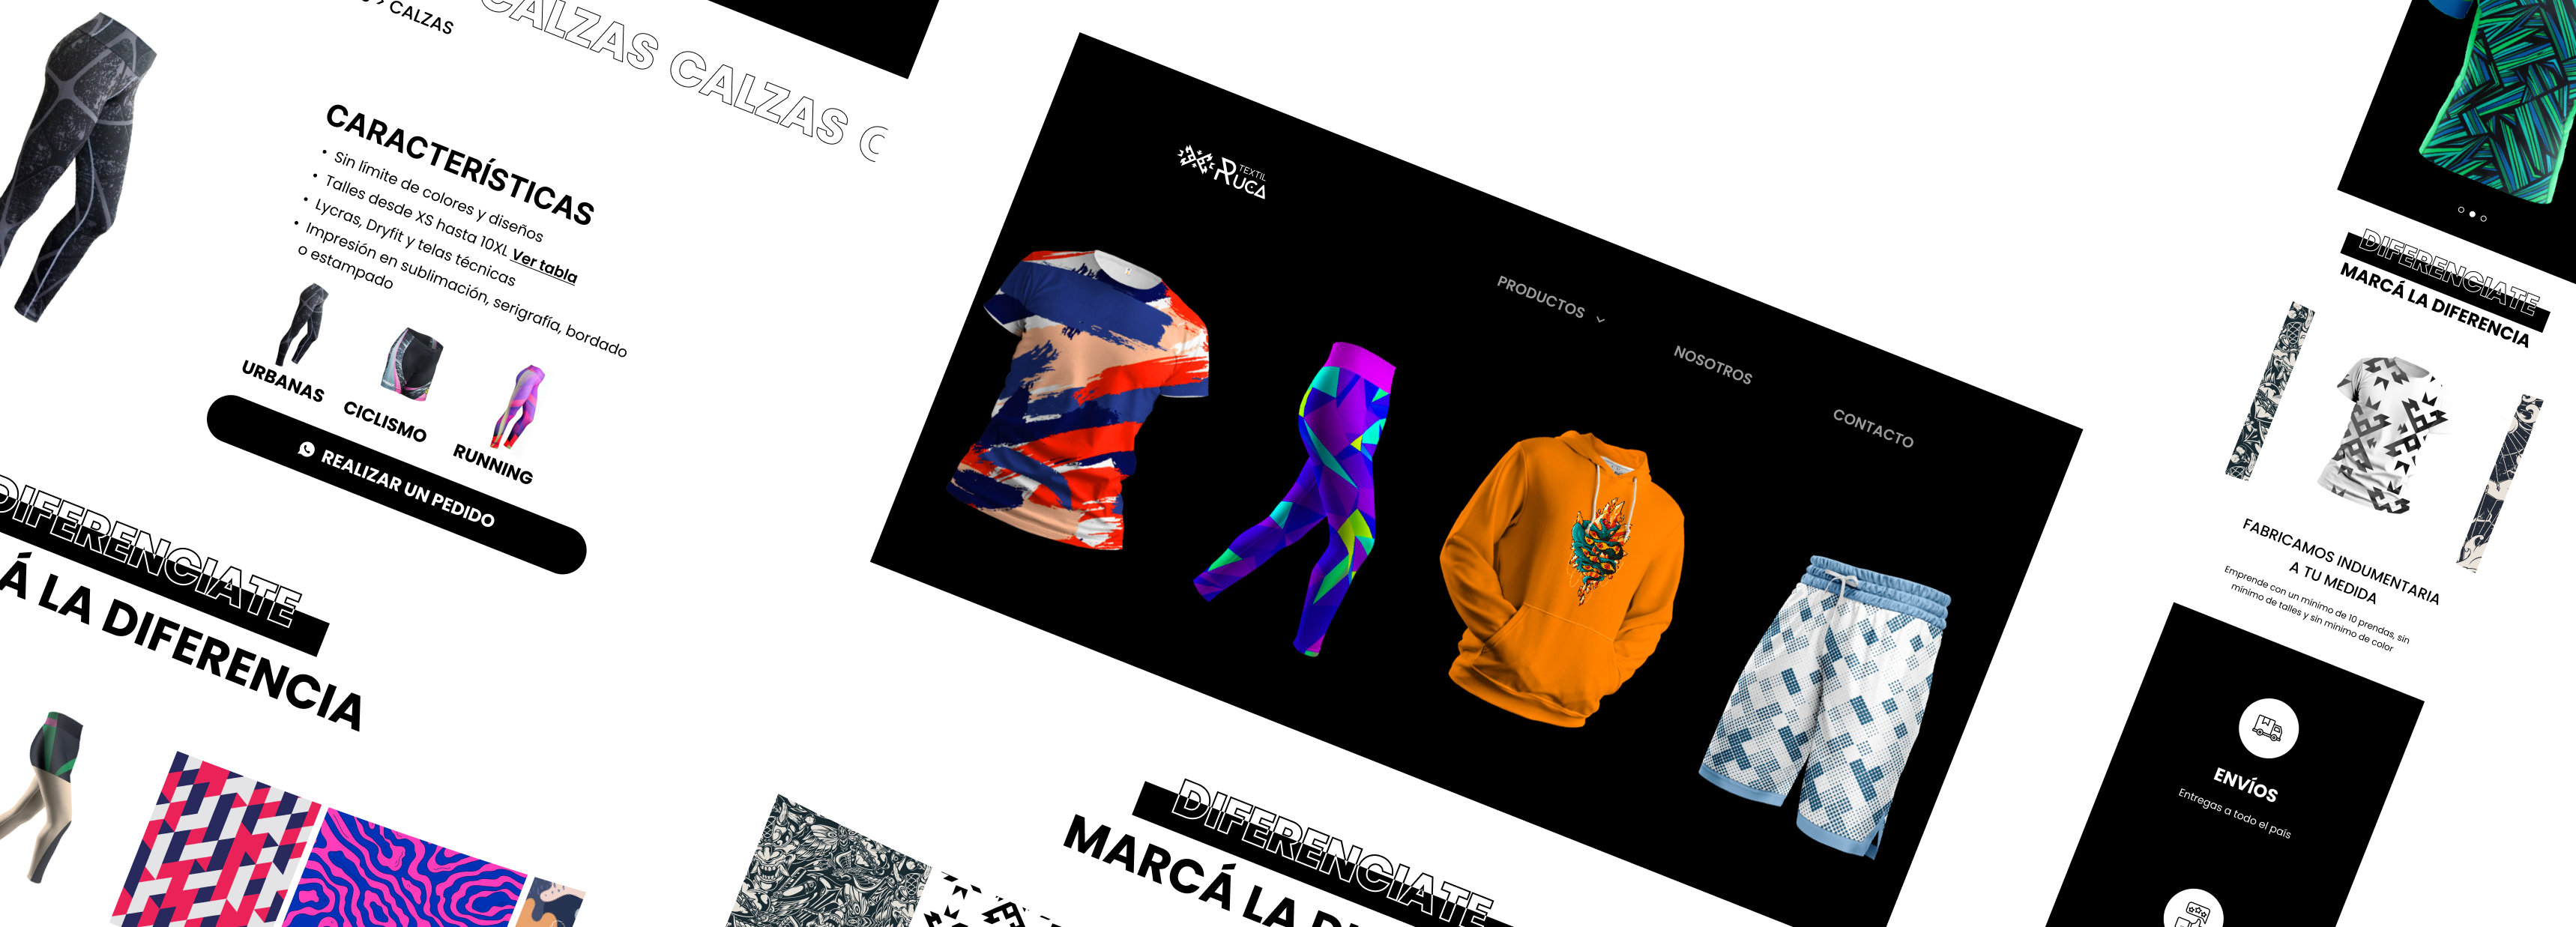 CALZAS
CALZAS CALZAS
CARACTERÍSTICAS
• Sin límite de colores y diseños
• Talles desde XS hasta 10XL Ver tabla
• Lycras, Dryfit y telas técnicas
• Impresión en sublimación, serigrafía, bordado
o estampado
URBANAS
CICLISMO
RUNNING
REALIZAR UN PEDIDO
DIFERENCIATE
Á LA DIFERENCIA
TEXTIL
RUCA
PRODUCTOS
NOSOTROS
CONTACTO
DIFERENCIATE
MARCÁ LA
DIFERENCIATE
MARCÁ LA DIFERENCIA
FABRICAMOS INDUMENTARIA
A TU MEDIDA
Emprende con un mínimo de 10 prendas, sin
mínimo de talles y sin mínimo de color
ENVÍOS
Entregas a todo el país